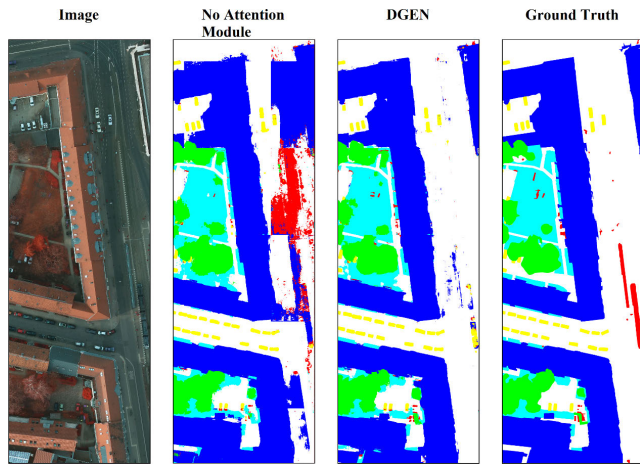 Image
No Attention
Module
DGEN
Ground Truth